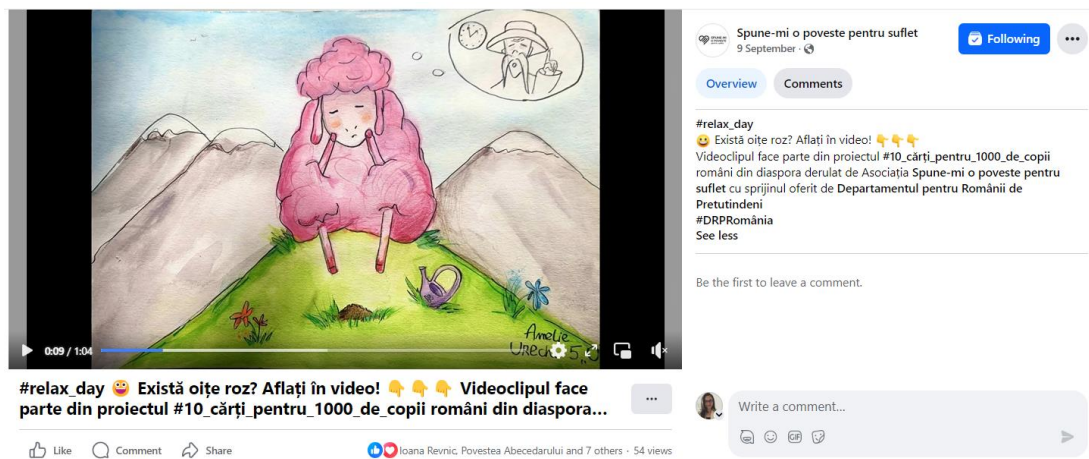 Amelie
Urech
5
0:09 / 1:04
#relax_day 😀 Există oițe roz? Aflați în video! 👇 👇 👇 Videoclipul face
parte din proiectul #10_cărți_pentru_1000_de_copii români din diaspora...
Like
Comment
Share
Ioana Revnic, Povestea Abecedarului and 7 others · 54 views
Spune-mi o poveste pentru suflet
9 September
Following
Overview
Comments
#relax_day
😀 Există oițe roz? Aflați în video! 👇👇👇
Videoclipul face parte din proiectul #10_cărți_pentru_1000_de_copii
români din diaspora derulat de Asociația Spune-mi o poveste pentru
suflet cu sprijinul oferit de Departamentul pentru Românii de
Pretutindeni
#DRPRomânia
See less
Be the first to leave a comment.
Write a comment...
GIF